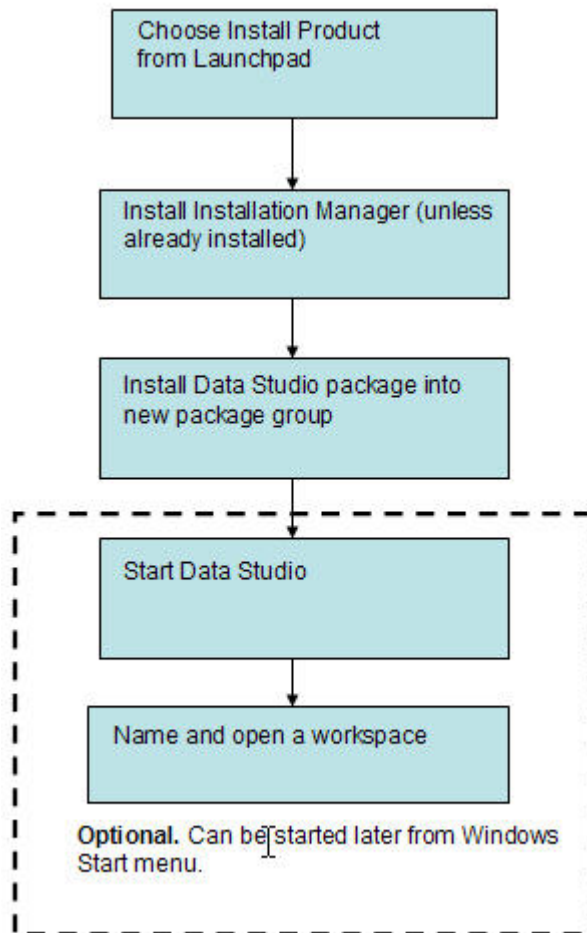 Choose Install Product
from Launchpad
Install Installation Manager (unless
already installed)
Install Data Studio package into
new package group
Start Data Studio
Name and open a workspace
Optional. Can be started later from Windows
Start menu.